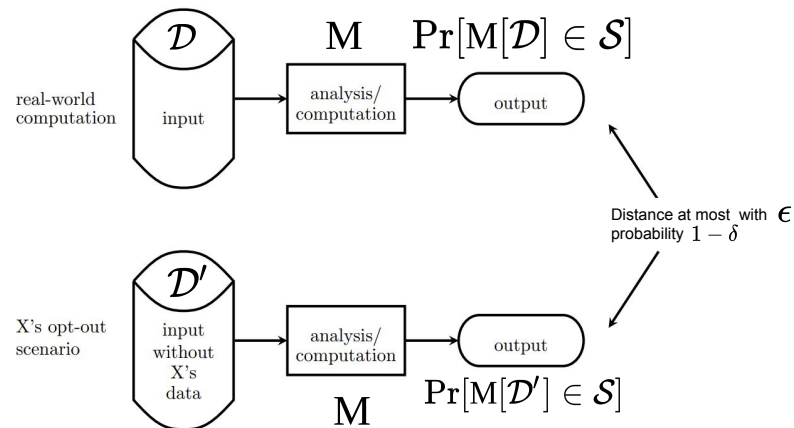 M Pr[M[𝒟] ∈ 𝒮]
𝒟
real-world
computation
input
analysis/
computation
output
Distance at most with ϵ
probability 1 − δ
𝒟′
X's opt-out
scenario
input
without
X's
data
analysis/
computation
output
M
Pr[M[𝒟′] ∈ 𝒮]